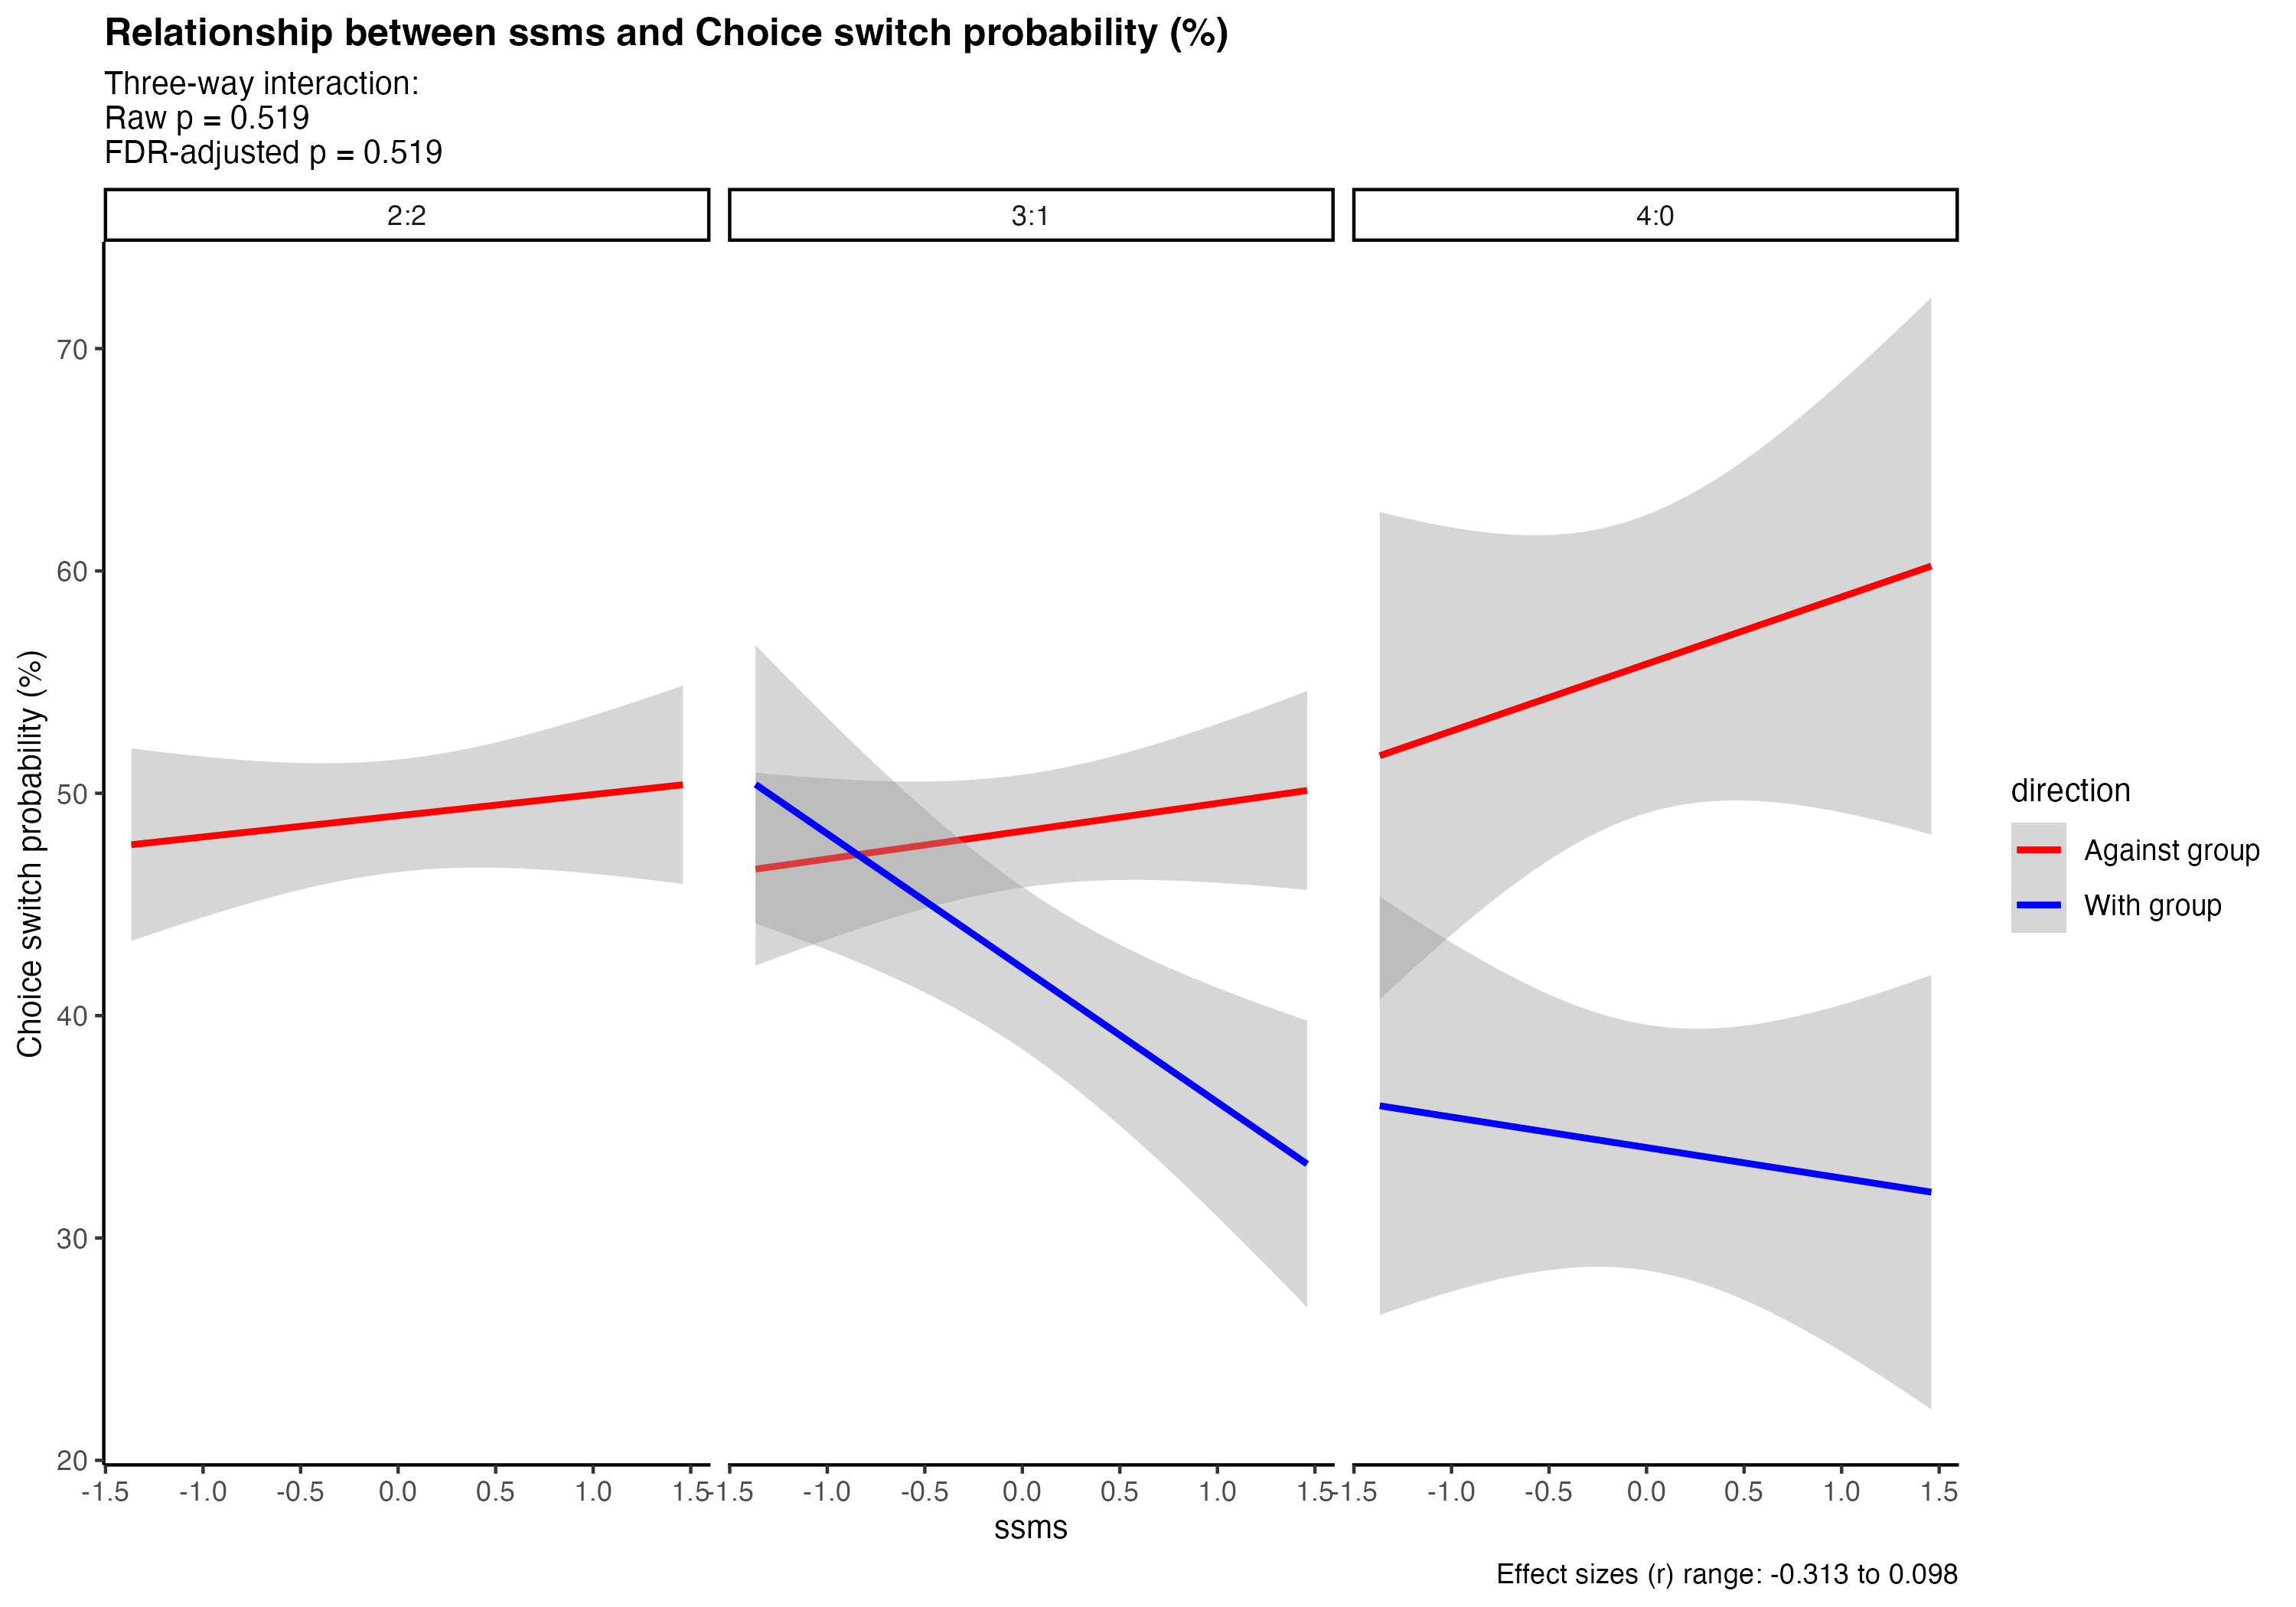 Relationship between ssms and Choice switch probability (%)
Three-way interaction:
Raw p = 0.519
FDR-adjusted p = 0.519
2:2 3:1 4:0
70
60
50
40
30
20
Choice switch probability (%)
-1.5 -1.0 -0.5 0.0 0.5 1.0 1.5 -1.5 -1.0 -0.5 0.0 0.5 1.0 1.5 -1.5 -1.0 -0.5 0.0 0.5 1.0 1.5
ssms
direction
Against group
With group
Effect sizes (r) range: -0.313 to 0.098